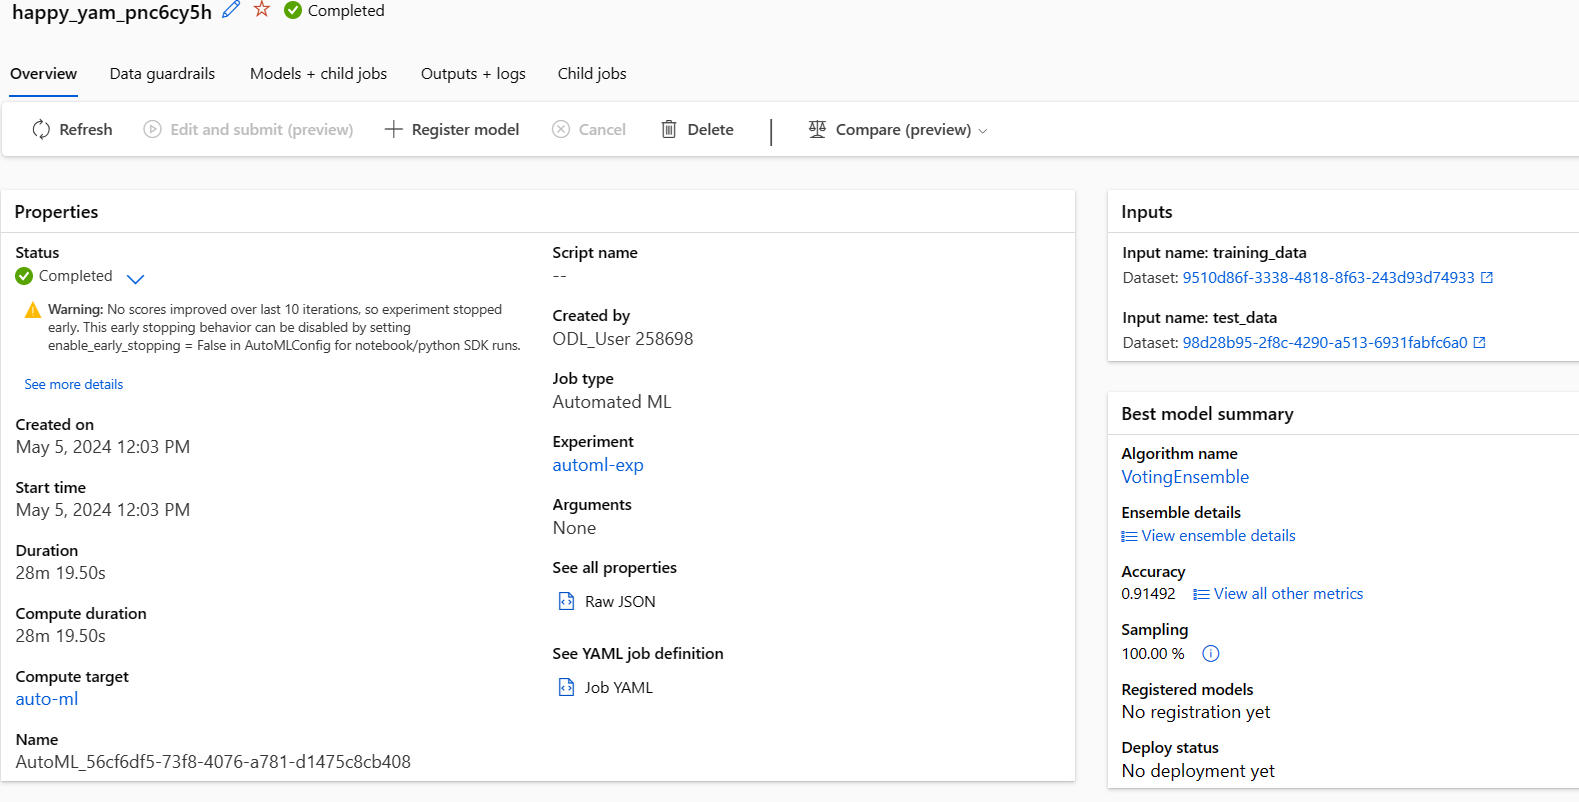 happy_yam_pnc6cy5h Completed
Overview Data guardrails Models + child jobs Outputs + logs Child jobs
Refresh Edit and submit (preview) Register model Cancel Delete Compare (preview)
Properties
Status
Completed
Warning: No scores improved over last 10 iterations, so experiment stopped
early. This early stopping behavior can be disabled by setting
enable_early_stopping = False in AutoMLConfig for notebook/python SDK runs.
See more details
Created on
May 5, 2024 12:03 PM
Start time
May 5, 2024 12:03 PM
Duration
28m 19.50s
Compute duration
28m 19.50s
Compute target
auto-ml
Name
AutoML_56cf6df5-73f8-4076-a781-d1475c8cb408
Script name
--
Created by
ODL_User 258698
Job type
Automated ML
Experiment
automl-exp
Arguments
None
See all properties
Raw JSON
See YAML job definition
Job YAML
Inputs
Input name: training_data
Dataset: 9510d86f-3338-4818-8f63-243d93d74933
Input name: test_data
Dataset: 98d28b95-2f8c-4290-a513-6931fabfc6a0
Best model summary
Algorithm name
VotingEnsemble
Ensemble details
View ensemble details
Accuracy
0.91492 View all other metrics
Sampling
100.00 %
Registered models
No registration yet
Deploy status
No deployment yet